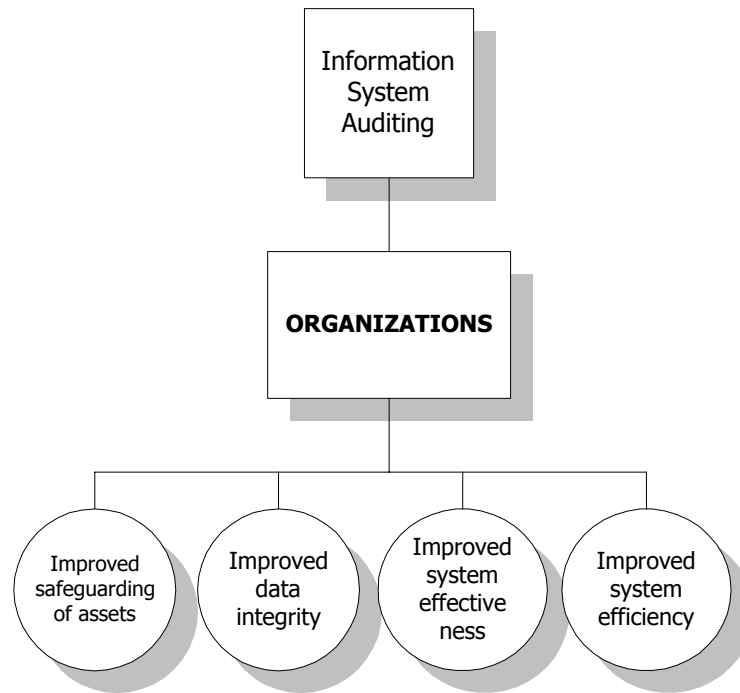 Information
System
Auditing
ORGANIZATIONS
Improved
safeguarding
of assets
Improved
data
integrity
Improved
system
effective
ness
Improved
system
efficiency